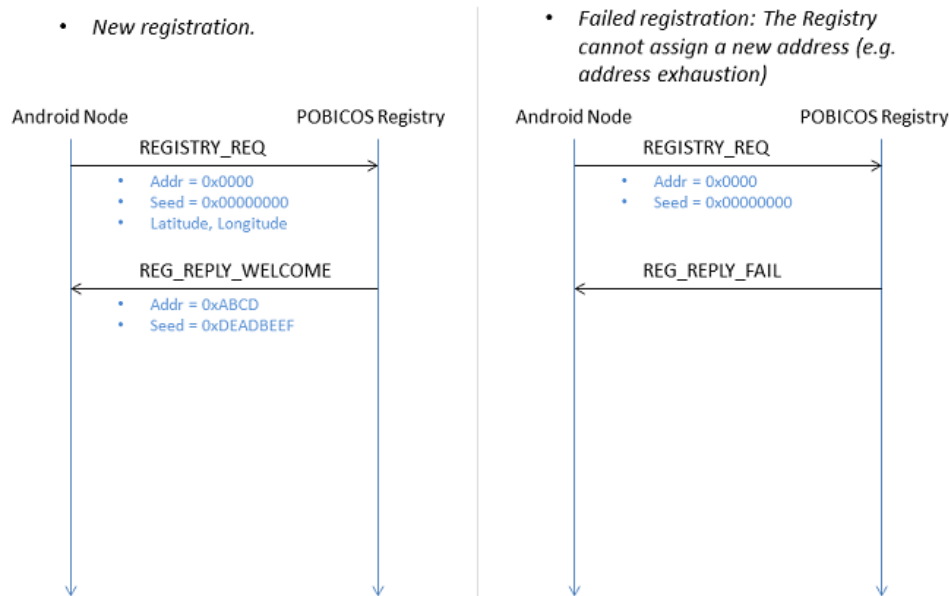 • New registration.
Android Node
POBICOS Registry
REGISTRY_REQ
• Addr = 0x0000
• Seed = 0x00000000
• Latitude, Longitude
REG_REPLY_WELCOME
• Addr = 0xABCD
• Seed = 0xDEADBEEF
• Failed registration: The Registry
cannot assign a new address (e.g.
address exhaustion)
Android Node
POBICOS Registry
REGISTRY_REQ
• Addr = 0x0000
• Seed = 0x00000000
REG_REPLY_FAIL